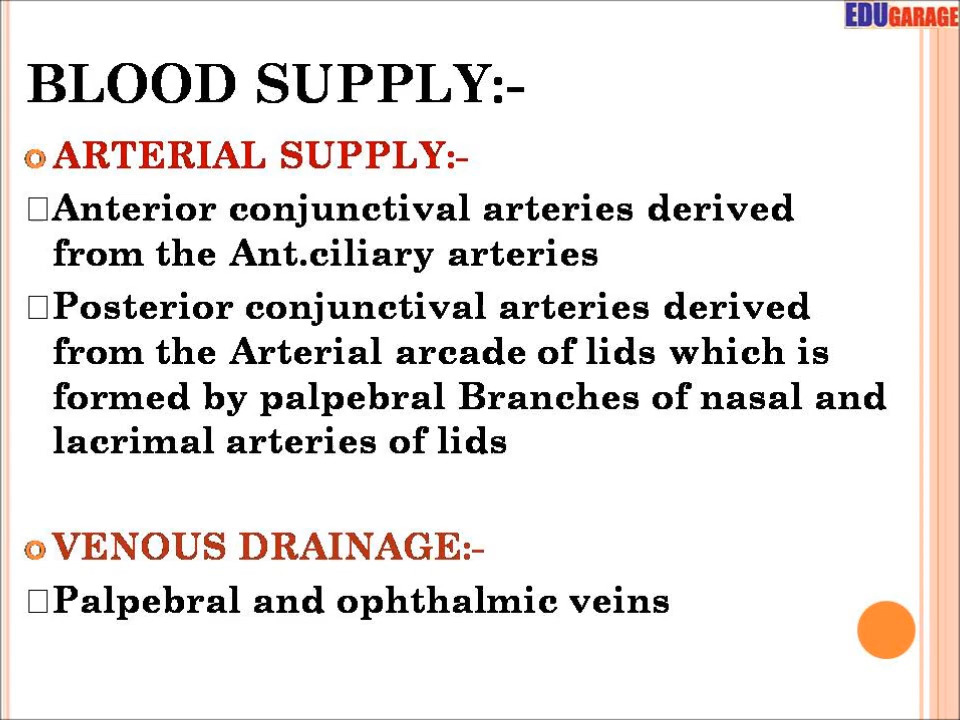 EDUGARAGE
BLOOD SUPPLY:-
ARTERIAL SUPPLY:-
Anterior conjunctival arteries derived
from the Ant.ciliary arteries
Posterior conjunctival arteries derived
from the Arterial arcade of lids which is
formed by palpebral Branches of nasal and
lacrimal arteries of lids
VENOUS DRAINAGE:-
Palpebral and ophthalmic veins